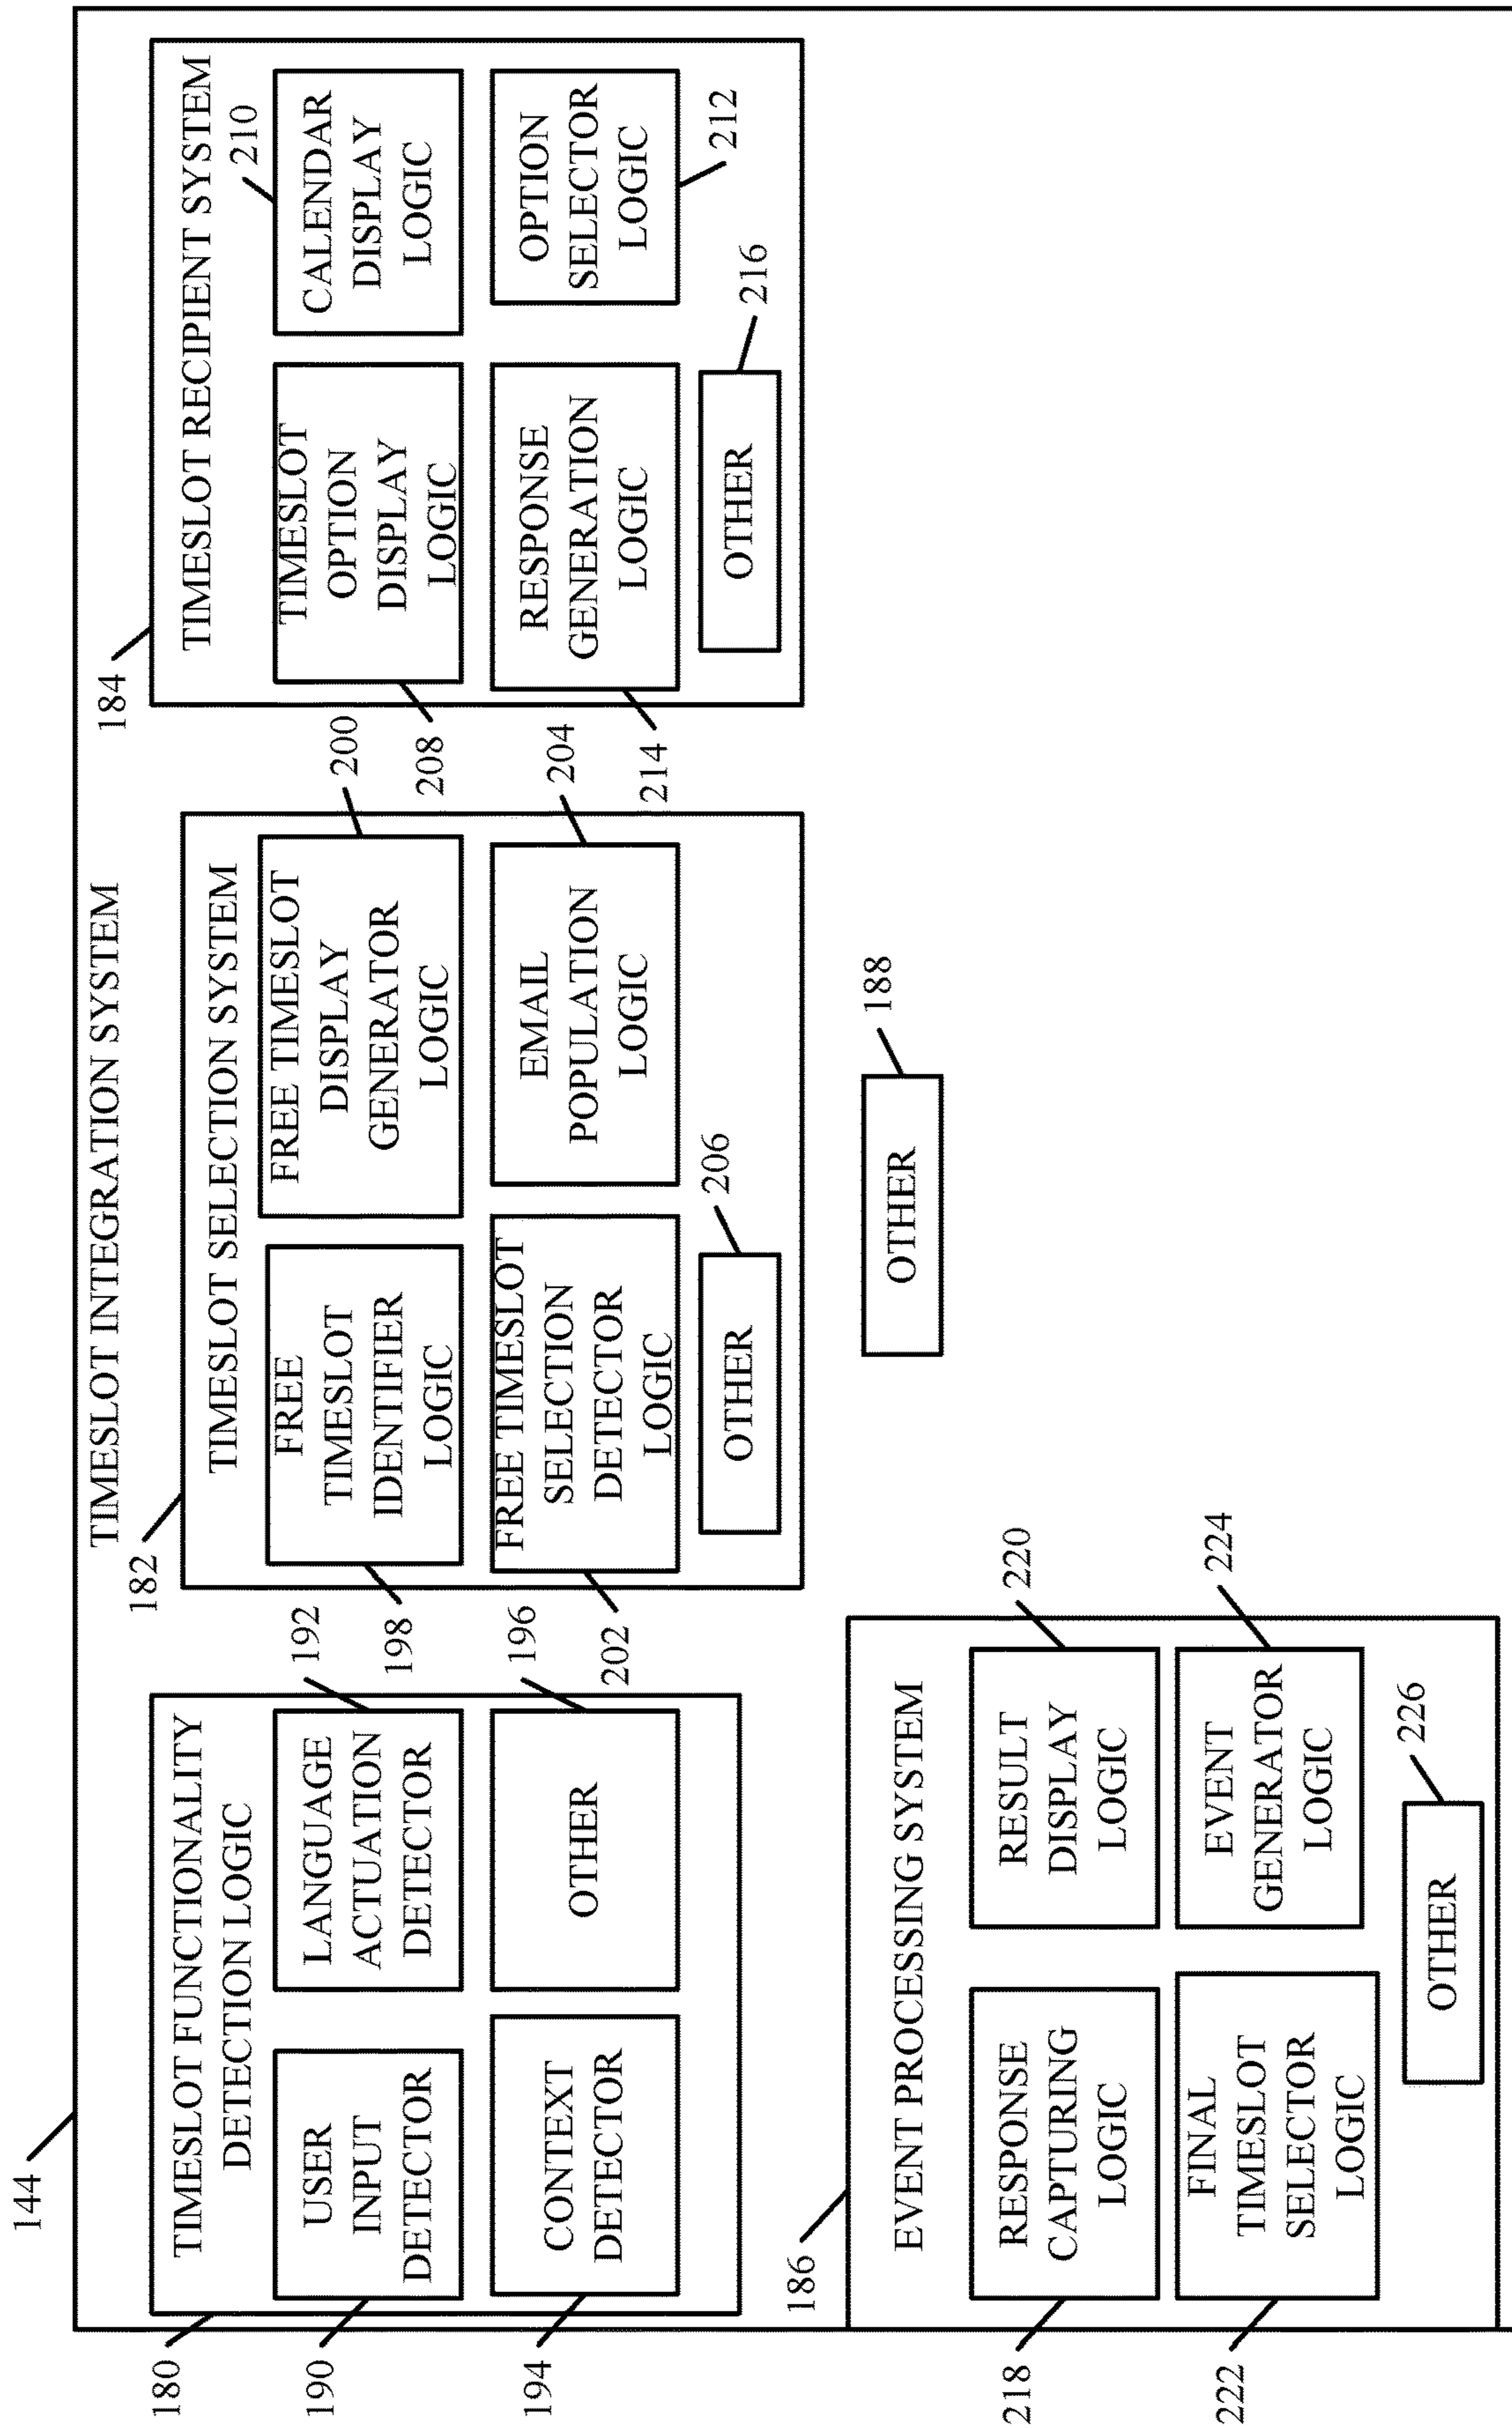 144
TIMESLOT INTEGRATION SYSTEM
180
TIMESLOT FUNCTIONALITY
DETECTION LOGIC
190
USER
INPUT
DETECTOR
192
LANGUAGE
ACTUATION
DETECTOR
194
CONTEXT
DETECTOR
196
OTHER
182
TIMESLOT SELECTION SYSTEM
198
FREE
TIMESLOT
IDENTIFIER
LOGIC
200
FREE TIMESLOT
DISPLAY
GENERATOR
LOGIC
202
FREE TIMESLOT
SELECTION
DETECTOR
LOGIC
204
EMAIL
POPULATION
LOGIC
206
OTHER
184
TIMESLOT RECIPIENT SYSTEM
208
TIMESLOT
OPTION
DISPLAY
LOGIC
210
CALENDAR
DISPLAY
LOGIC
214
RESPONSE
GENERATION
LOGIC
212
OPTION
SELECTOR
LOGIC
216
OTHER
186
EVENT PROCESSING SYSTEM
218
RESPONSE
CAPTURING
LOGIC
220
RESULT
DISPLAY
LOGIC
222
FINAL
TIMESLOT
SELECTOR
LOGIC
224
EVENT
GENERATOR
LOGIC
226
OTHER
188
OTHER